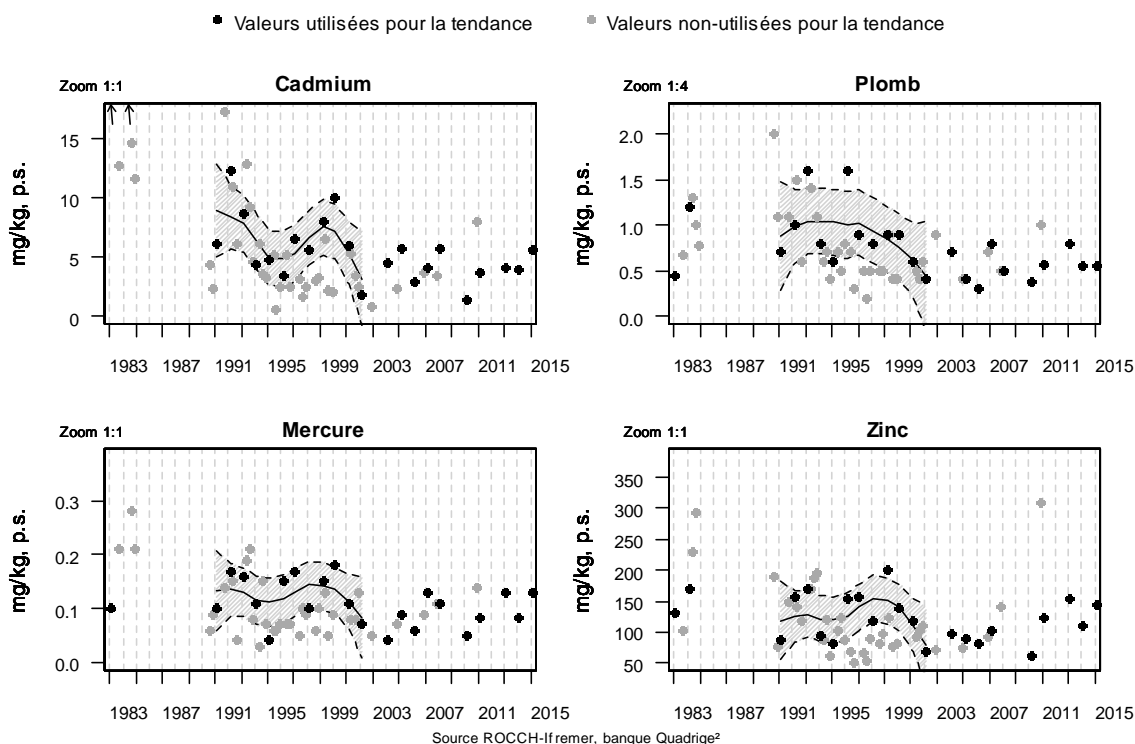 Valeurs utilisées pour la tendance Valeurs non-utilisées pour la tendance
Zoom 1:1 Cadmium
mg/kg, p.s.
15
10
5
0
1983 1987 1991 1995 1999 2003 2007 2011 2015
Zoom 1:4 Plomb
mg/kg, p.s.
2.0
1.5
1.0
0.5
0.0
1983 1987 1991 1995 1999 2003 2007 2011 2015
Zoom 1:1 Mercure
mg/kg, p.s.
0.3
0.2
0.1
0.0
1983 1987 1991 1995 1999 2003 2007 2011 2015
Zoom 1:1 Zinc
mg/kg, p.s.
350
300
250
200
150
100
50
1983 1987 1991 1995 1999 2003 2007 2011 2015
Source ROCCH-Ifremer, banque Quadrige²